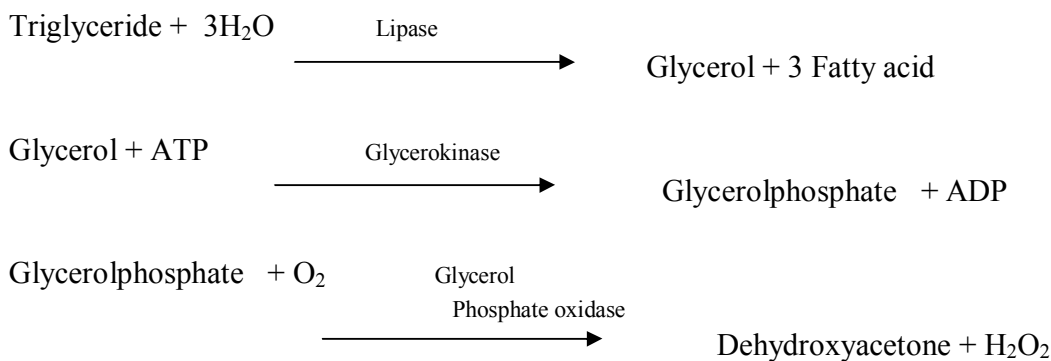 Triglyceride + 3H₂O Lipase
Glycerol + 3 Fatty acid
Glycerol + ATP Glycerokinase
Glycerolphosphate + ADP
Glycerolphosphate + O₂ Glycerol
Phosphate oxidase
Dehydroxyacetone + H₂O₂